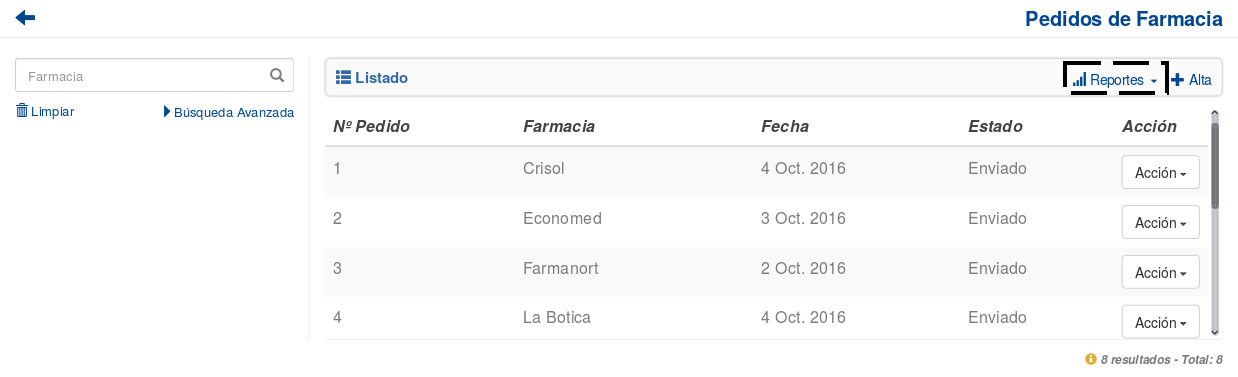 Pedidos de Farmacia
Farmacia
Limpiar Búsqueda Avanzada
Listado Reportes Alta
Nº Pedido Farmacia Fecha Estado Acción
1 Crisol 4 Oct. 2016 Enviado Acción
2 Economed 3 Oct. 2016 Enviado Acción
3 Farmanort 2 Oct. 2016 Enviado Acción
4 La Botica 4 Oct. 2016 Enviado Acción
8 resultados - Total: 8